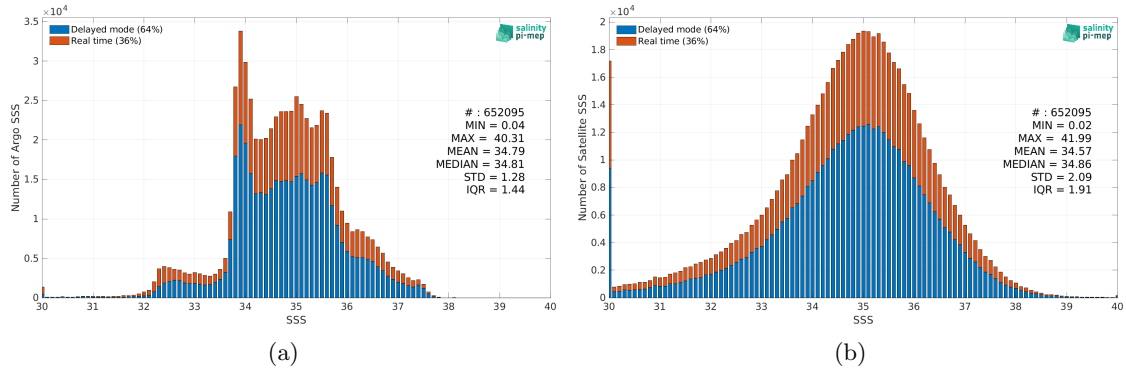 ×10⁴
3.5
3
2.5
2
1.5
1
0.5
0
Number of Argo SSS
Delayed mode (64%)
Real time (36%)
salinity
pi-mep
# : 652095
MIN = 0.04
MAX = 40.31
MEAN = 34.79
MEDIAN = 34.81
STD = 1.28
IQR = 1.44
30 31 32 33 34 35 36 37 38 39 40
SSS
(a)
×10⁴
2
1.8
1.6
1.4
1.2
1
0.8
0.6
0.4
0.2
0
Number of Satellite SSS
Delayed mode (64%)
Real time (36%)
salinity
pi-mep
# : 652095
MIN = 0.02
MAX = 41.99
MEAN = 34.57
MEDIAN = 34.86
STD = 2.09
IQR = 1.91
30 31 32 33 34 35 36 37 38 39 40
SSS
(b)